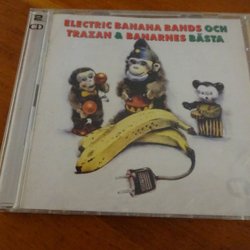 ELECTRIC BANANA BANDS OCH
TRAZAN & BANARNES BÄSTA
2
CD